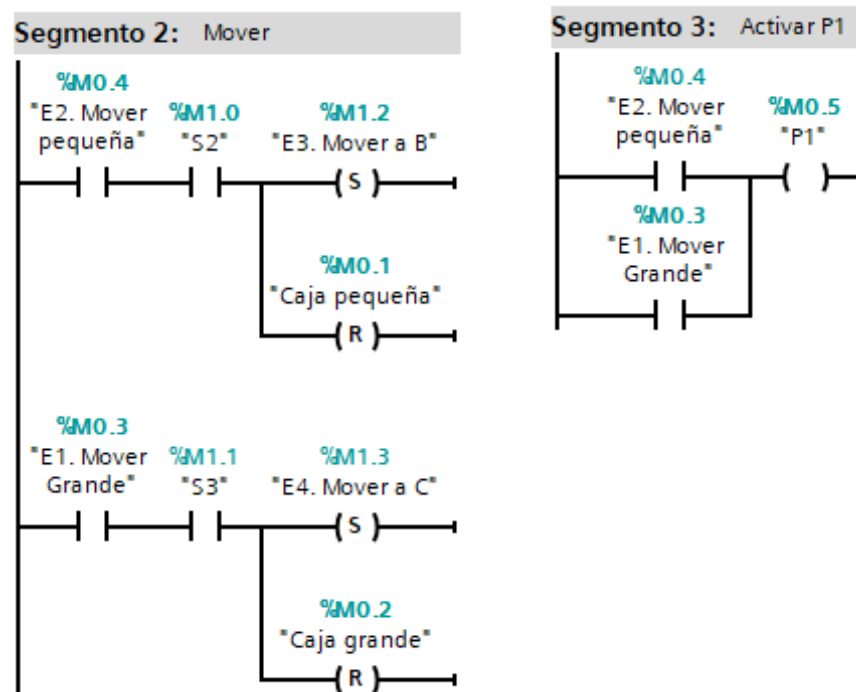 Segmento 2: Mover
%M0.4
"E2. Mover pequeña"
%M1.0
"S2"
%M1.2
"E3. Mover a B"
S
%M0.1
"Caja pequeña"
R
%M0.3
"E1. Mover Grande"
%M1.1
"S3"
%M1.3
"E4. Mover a C"
S
%M0.2
"Caja grande"
R
Segmento 3: Activar P1
%M0.4
"E2. Mover pequeña"
%M0.5
"P1"
%M0.3
"E1. Mover Grande"